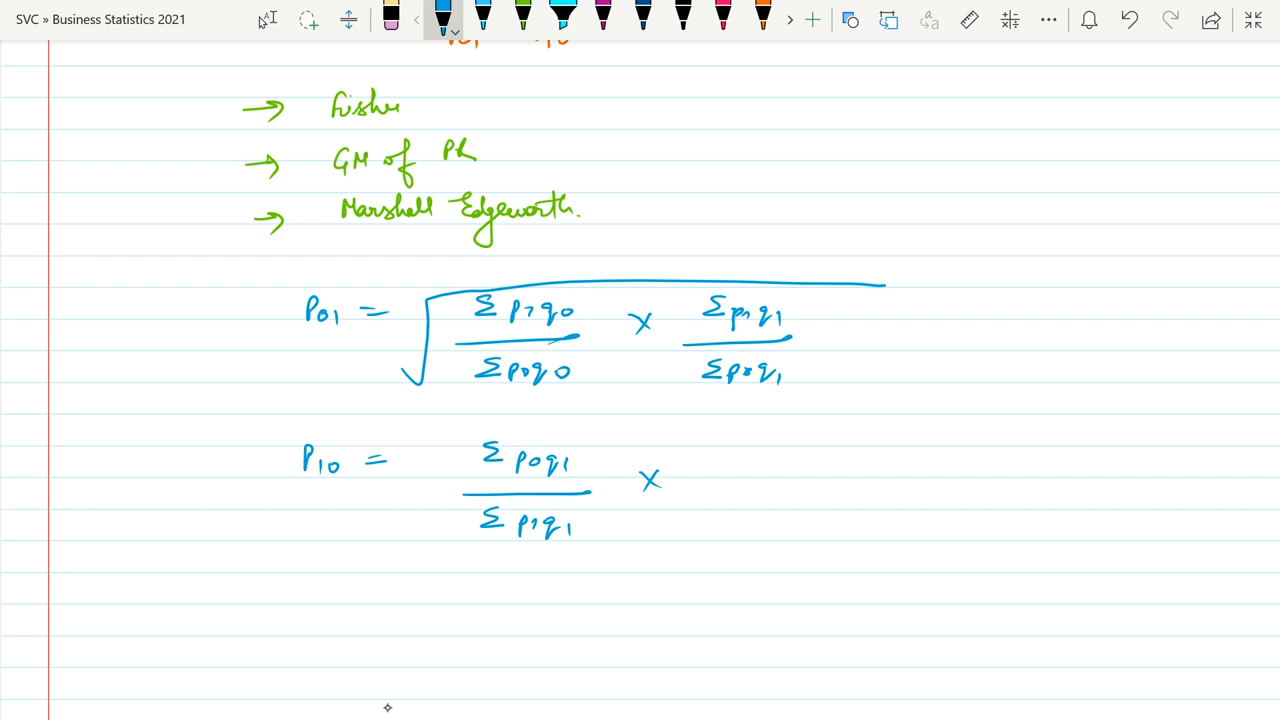 SVC » Business Statistics 2021
→ Fisher
→ GM of PR
→ Marshall Edgeworth.
P01 = √ Σp1q0 / Σp0q0 × Σp1q1 / Σp0q1
P10 = Σp0q1 / Σp1q1 ×